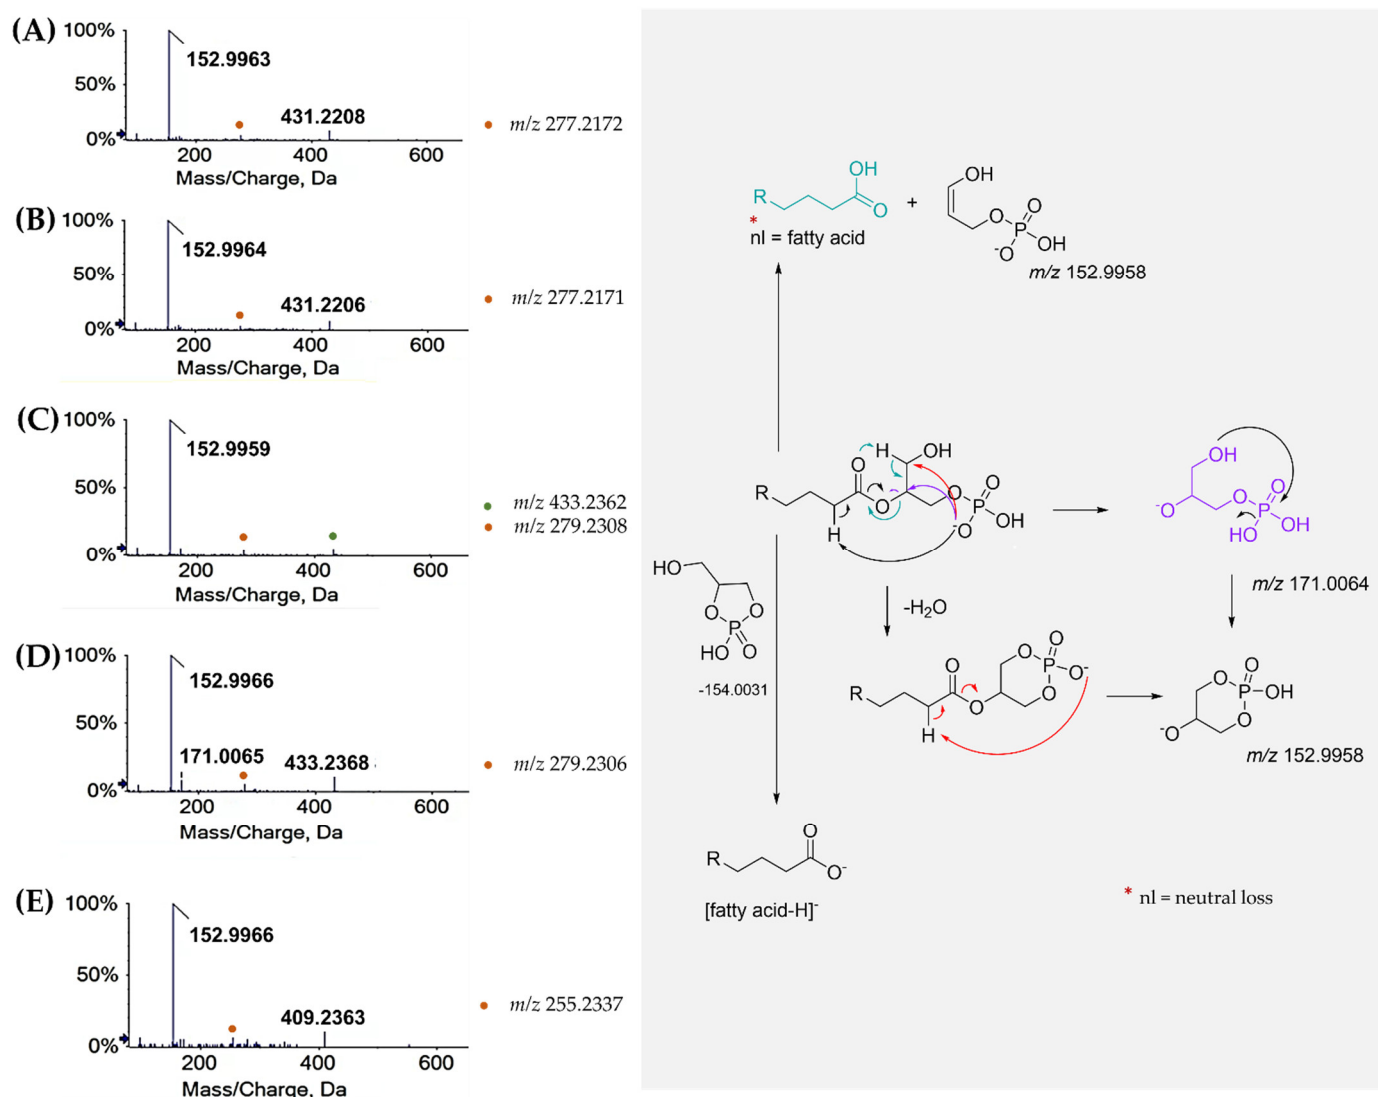 (A)
100%
50%
0%
152.9963
431.2208
200 400 600
Mass/Charge, Da
m/z 277.2172
(B)
100%
50%
0%
152.9964
431.2206
200 400 600
Mass/Charge, Da
m/z 277.2171
(C)
100%
50%
0%
152.9959
200 400 600
Mass/Charge, Da
m/z 433.2362
m/z 279.2308
(D)
100%
50%
0%
152.9966
171.0065
433.2368
200 400 600
Mass/Charge, Da
m/z 279.2306
(E)
100%
50%
0%
152.9966
409.2363
200 400 600
Mass/Charge, Da
m/z 255.2337
OH
R
O
*
nl = fatty acid
+
OH
O
O
P
-O
OH
m/z 152.9958
H
OH
O
R
O
-
O
O
P
OH
-O
H
OH
O
O
-O
P
HO
OH
m/z 171.0064
HO
O
O
P
HO
O
-154.0031
-H2O
O
R
O
H
O
O
P
O-
O
O
O
P
OH
O
-O
m/z 152.9958
O
R
O-
[fatty acid-H]-
* nl = neutral loss